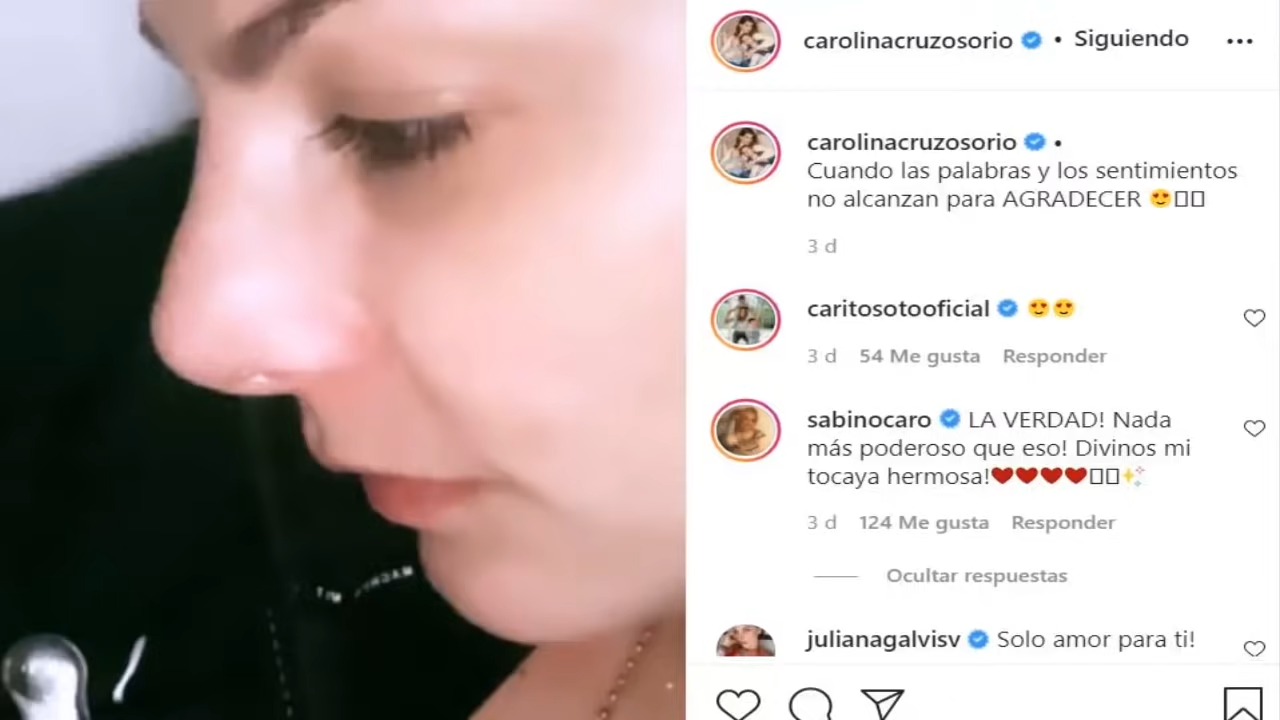 carolinacruzosorio • Siguiendo
carolinacruzosorio •
Cuando las palabras y los sentimientos
no alcanzan para AGRADECER 😍
3 d
caritosotooficial 😍😍
3 d 54 Me gusta Responder
sabinocaro LA VERDAD! Nada
más poderoso que eso! Divinos mi
tocaya hermosa!❤❤❤❤✨
3 d 124 Me gusta Responder
Ocultar respuestas
julianagalvisv Solo amor para ti!